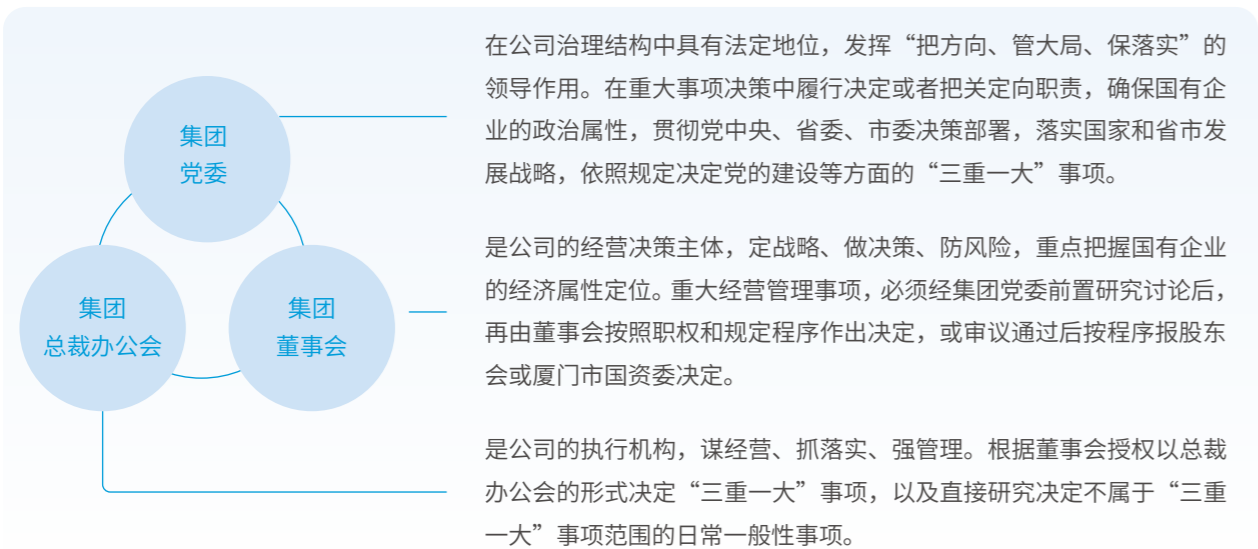 集团
党委
在公司治理结构中具有法定地位，发挥“把方向、管大局、保落实”的
领导作用。在重大事项决策中履行决定或者把关定向职责，确保国有企
业的政治属性，贯彻党中央、省委、市委决策部署，落实国家和省市发
展战略，依照规定决定党的建设等方面的“三重一大”事项。
集团
董事会
是公司的经营决策主体，定战略、做决策、防风险，重点把握国有企业
的经济属性定位。重大经营管理事项，必须经集团党委前置研究讨论后，
再由董事会按照职权和规定程序作出决定，或审议通过后按程序报股东
会或厦门市国资委决定。
集团
总裁办公会
是公司的执行机构，谋经营、抓落实、强管理。根据董事会授权以总裁
办公会的形式决定“三重一大”事项，以及直接研究决定不属于“三重
一大”事项范围的日常一般性事项。